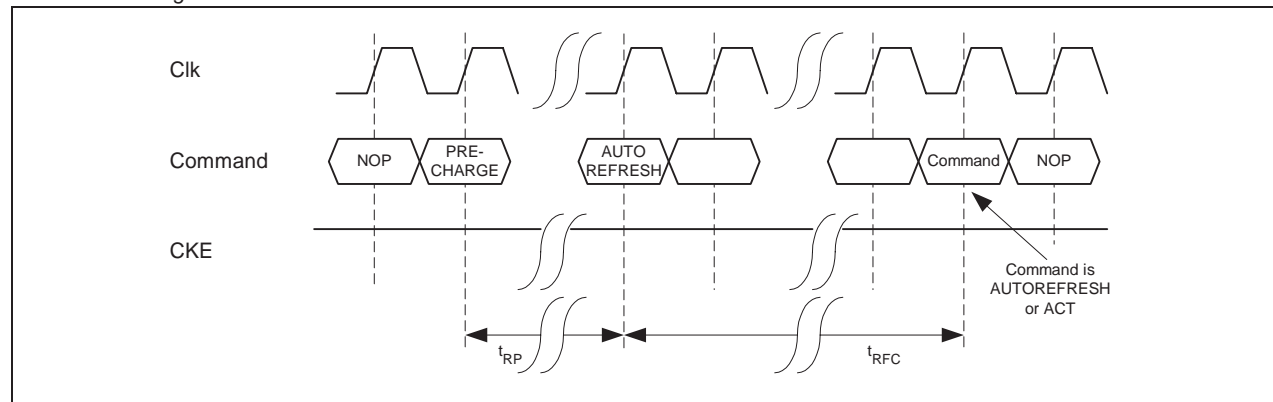 Clk
Command
NOP
PRE-
CHARGE
AUTO
REFRESH
Command
NOP
CKE
Command is
AUTOREFRESH
or ACT
tRP
tRFC